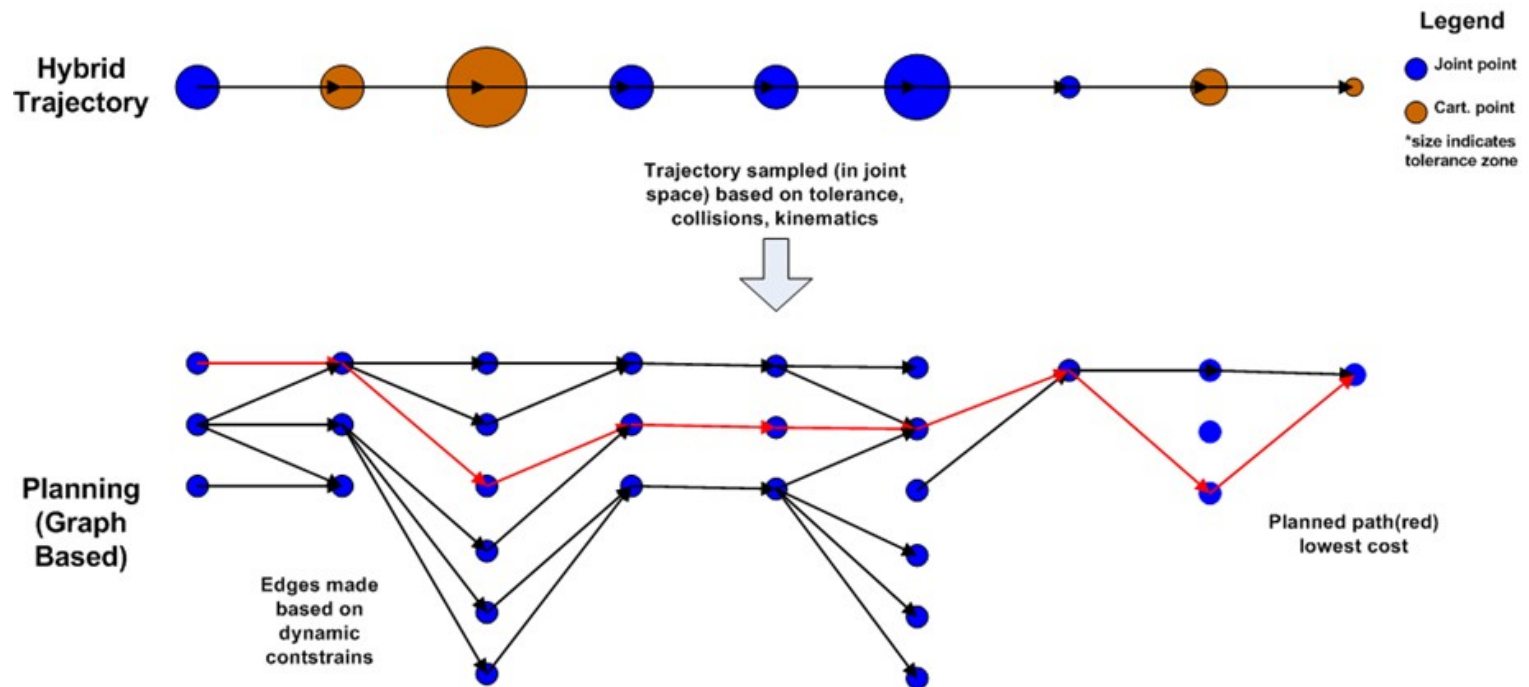 Legend
Joint point
Cart. point
*size indicates
tolerance zone
Hybrid
Trajectory
Trajectory sampled (in joint
space) based on tolerance,
collisions, kinematics
Planning
(Graph
Based)
Edges made
based on
dynamic
contstrains
Planned path(red)
lowest cost